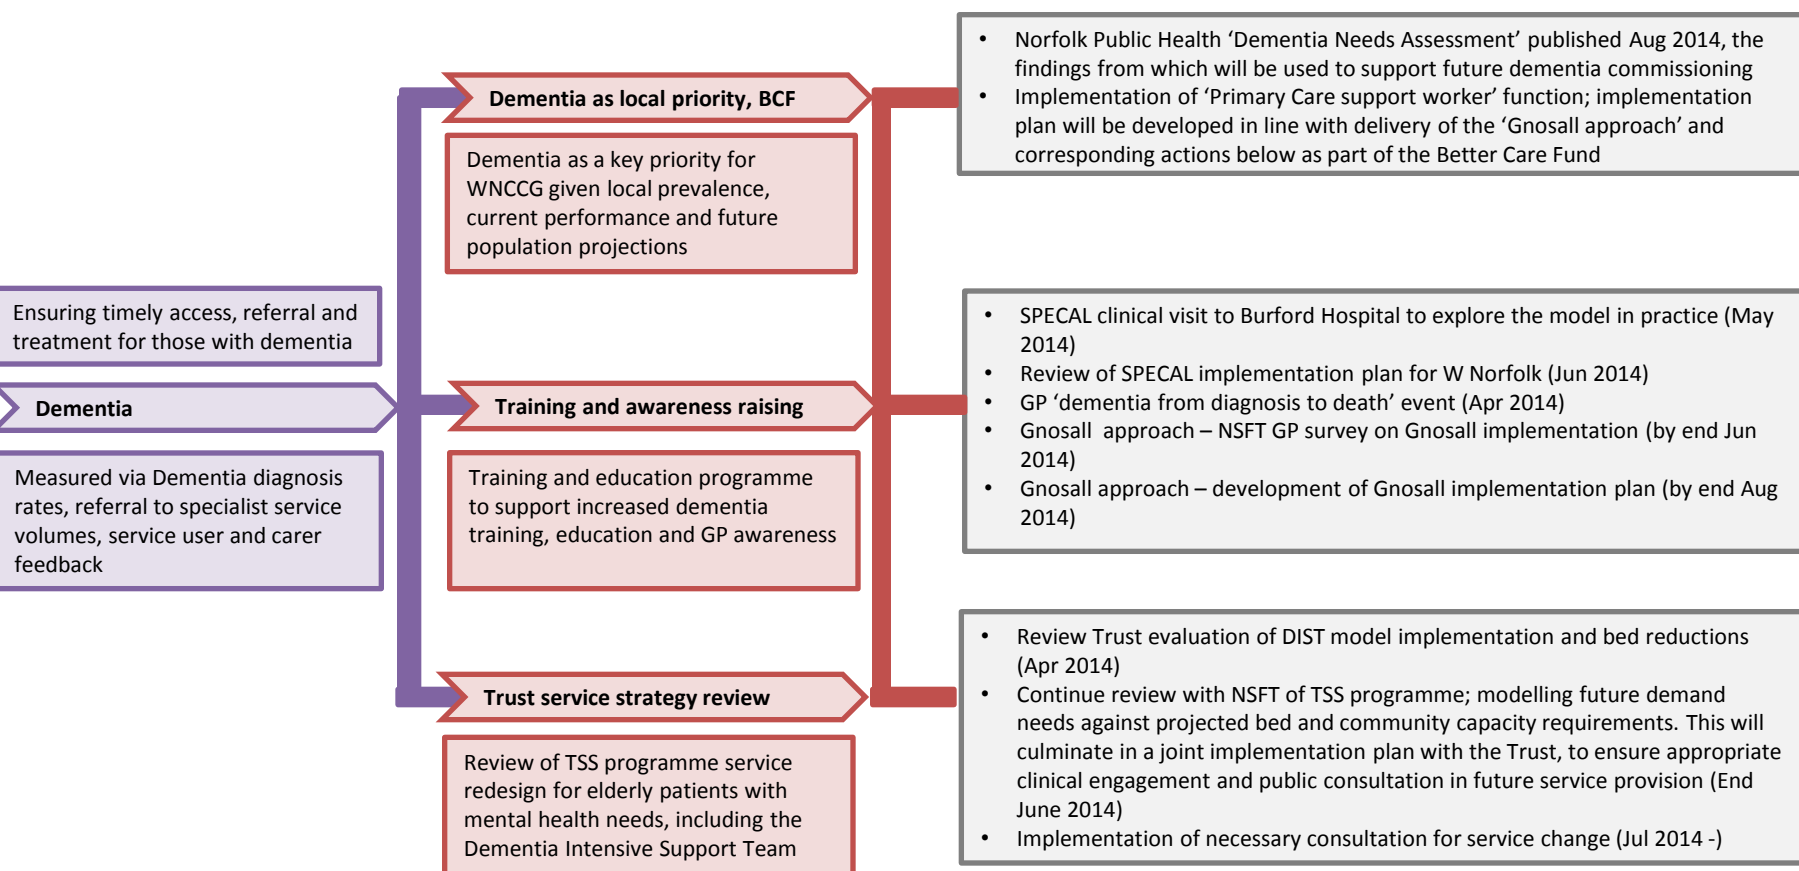 Ensuring timely access, referral and
treatment for those with dementia
Dementia
Measured via Dementia diagnosis
rates, referral to specialist service
volumes, service user and carer
feedback
Dementia as local priority, BCF
Dementia as a key priority for
WNCCG given local prevalence,
current performance and future
population projections
Training and awareness raising
Training and education programme
to support increased dementia
training, education and GP awareness
Trust service strategy review
Review of TSS programme service
redesign for elderly patients with
mental health needs, including the
Dementia Intensive Support Team
• Norfolk Public Health ‘Dementia Needs Assessment’ published Aug 2014, the
findings from which will be used to support future dementia commissioning
• Implementation of ‘Primary Care support worker’ function; implementation
plan will be developed in line with delivery of the ‘Gnosall approach’ and
corresponding actions below as part of the Better Care Fund
• SPECAL clinical visit to Burford Hospital to explore the model in practice (May
2014)
• Review of SPECAL implementation plan for W Norfolk (Jun 2014)
• GP ‘dementia from diagnosis to death’ event (Apr 2014)
• Gnosall approach – NSFT GP survey on Gnosall implementation (by end Jun
2014)
• Gnosall approach – development of Gnosall implementation plan (by end Aug
2014)
• Review Trust evaluation of DIST model implementation and bed reductions
(Apr 2014)
• Continue review with NSFT of TSS programme; modelling future demand
needs against projected bed and community capacity requirements. This will
culminate in a joint implementation plan with the Trust, to ensure appropriate
clinical engagement and public consultation in future service provision (End
June 2014)
• Implementation of necessary consultation for service change (Jul 2014 -)